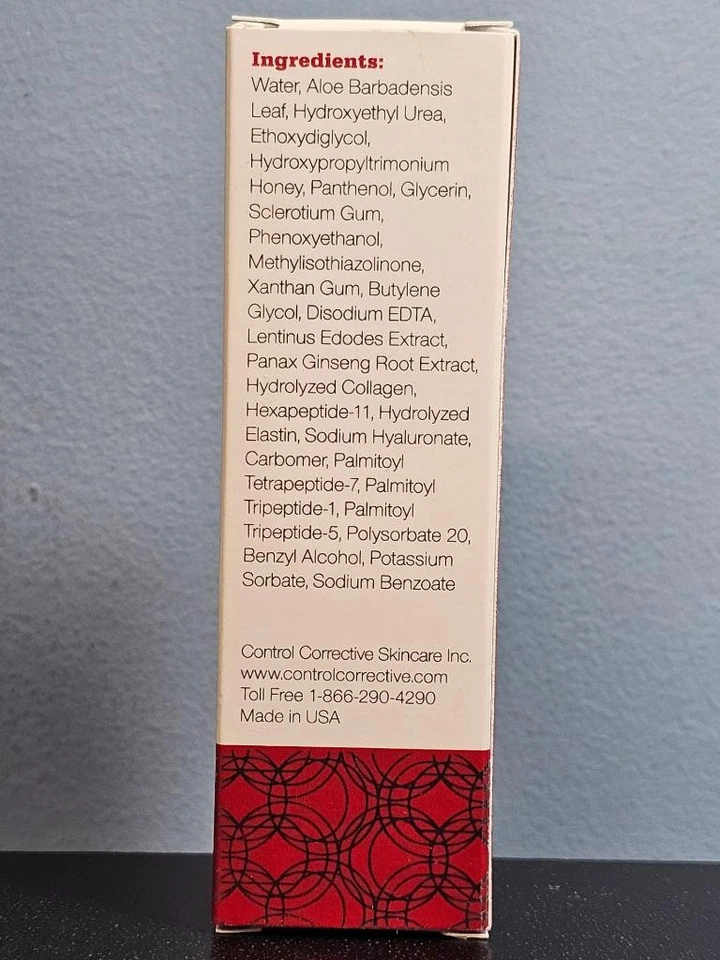 Ingredients:
Water, Aloe Barbadensis
Leaf, Hydroxyethyl Urea,
Ethoxydiglycol,
Hydroxypropyltrimonium
Honey, Panthenol, Glycerin,
Sclerotium Gum,
Phenoxyethanol,
Methylisothiazolinone,
Xanthan Gum, Butylene
Glycol, Disodium EDTA,
Lentinus Edodes Extract,
Panax Ginseng Root Extract,
Hydrolyzed Collagen,
Hexapeptide-11, Hydrolyzed
Elastin, Sodium Hyaluronate,
Carbomer, Palmitoyl
Tetrapeptide-7, Palmitoyl
Tripeptide-1, Palmitoyl
Tripeptide-5, Polysorbate 20,
Benzyl Alcohol, Potassium
Sorbate, Sodium Benzoate
Control Corrective Skincare Inc.
www.controlcorrective.com
Toll Free 1-866-290-4290
Made in USA